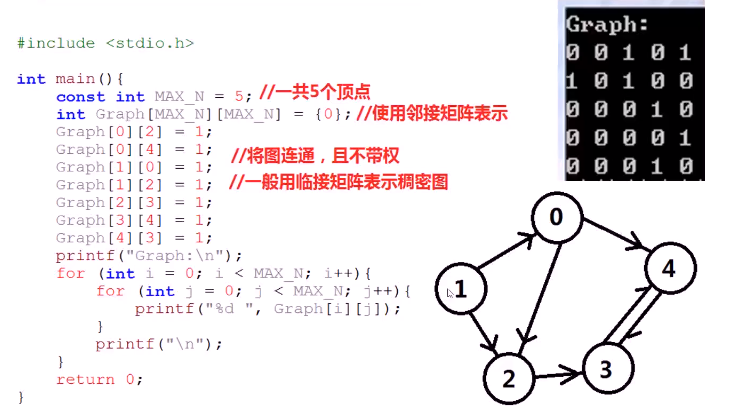 #include <stdio.h>
int main(){
const int MAX_N = 5; //一共5个顶点
int Graph[MAX_N][MAX_N] = {0}; //使用邻接矩阵表示
Graph[0][2] = 1;
Graph[0][4] = 1;
Graph[1][0] = 1; //将图连通，且不带权
Graph[1][2] = 1; //一般用临接矩阵表示稠密图
Graph[2][3] = 1;
Graph[3][4] = 1;
Graph[4][3] = 1;
printf("Graph:\n");
for (int i = 0; i < MAX_N; i++){
for (int j = 0; j < MAX_N; j++){
printf("%d ", Graph[i][j]);
}
printf("\n");
}
return 0;
}
Graph:
0 0 1 0 1
1 0 1 0 0
0 0 0 1 0
0 0 0 0 1
0 0 0 1 0
0
1
4
2
3